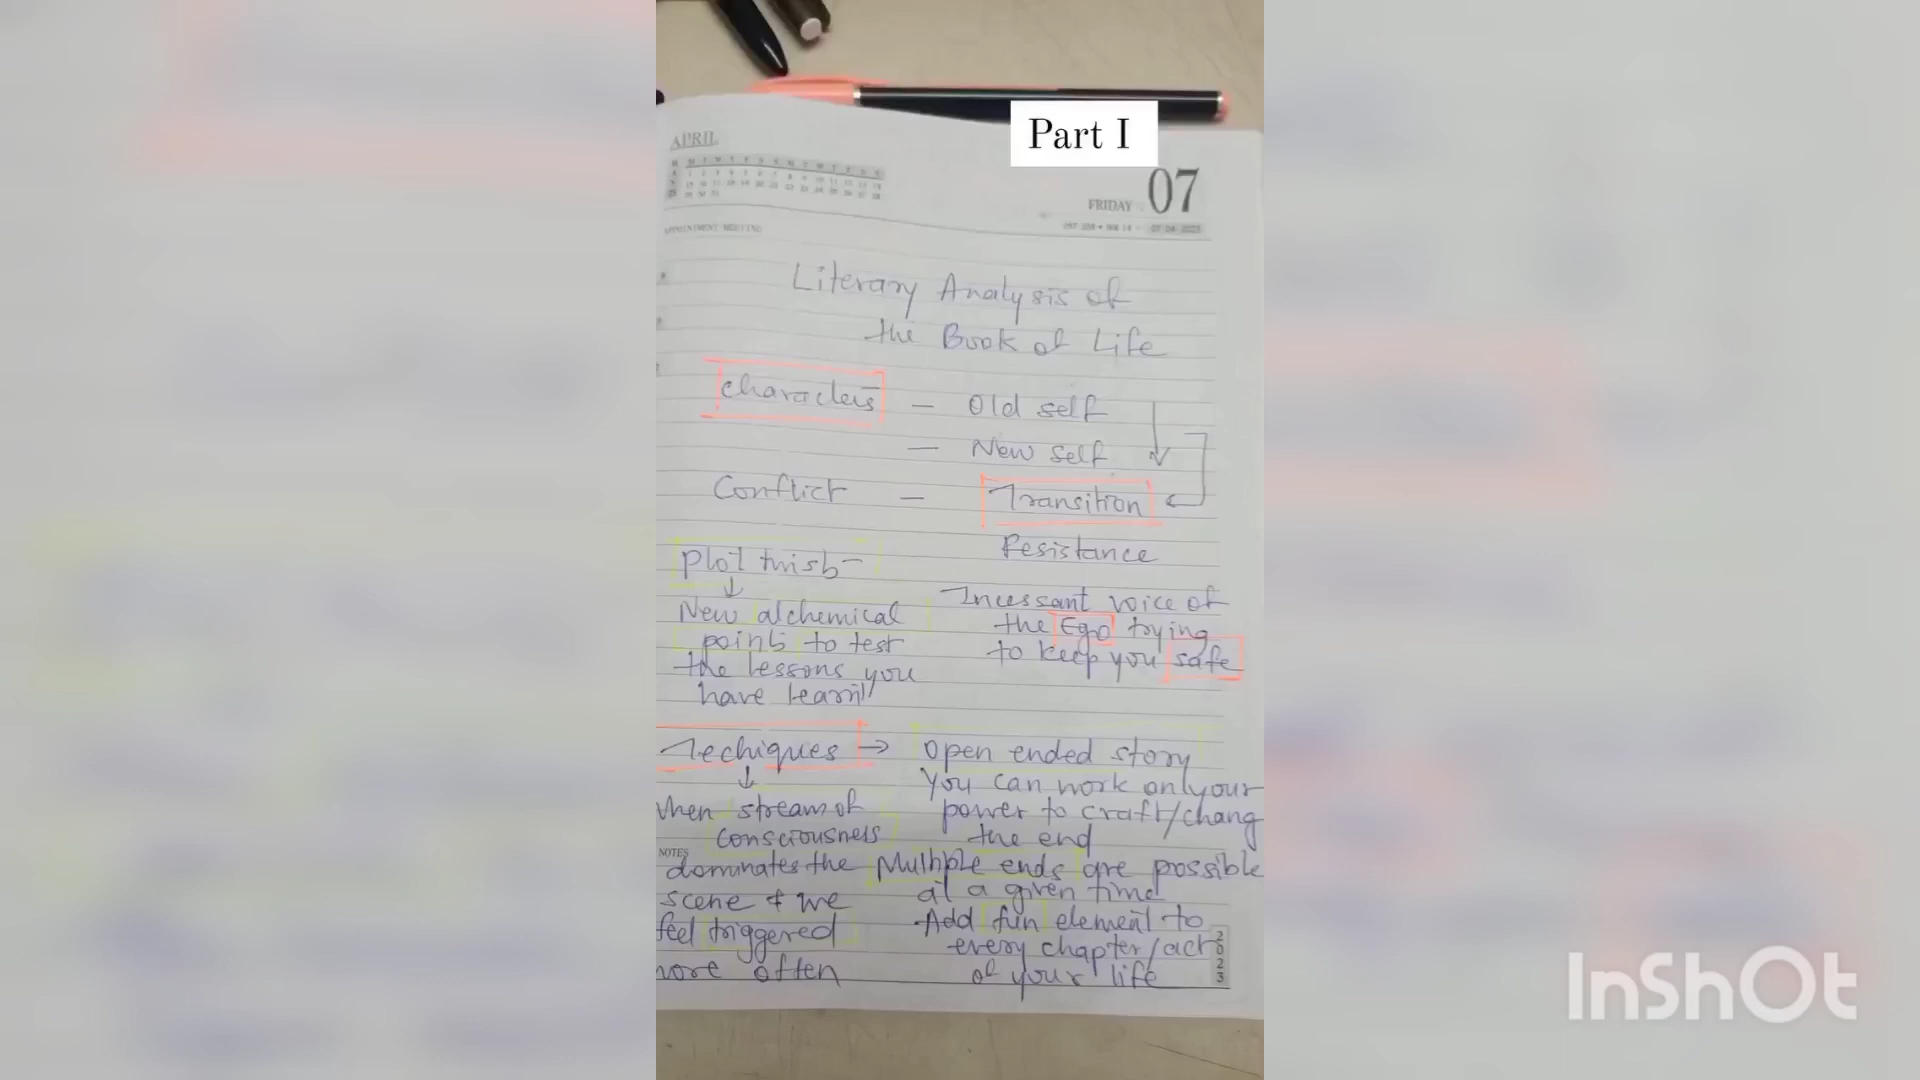 Part I
APRIL
07
FRIDAY
APPOINTMENT MEETING
Literary Analysis of
the Book of Life
Characters - Old self
- New self
Conflict - Transition
Resistance
Plot twists -
New alchemical
points to test
the lessons you
have learnt
Incessant voice of
the Ego trying
to keep you safe
Techiques → Open ended story
You can work on your
power to craft/chang
the end
Multiple ends are possible
at a given time
Add fun element to
every chapter/act
of your life
when stream of
consciousness
NOTES
dominates the
scene & we
feel triggered
more often
2023
InShOt